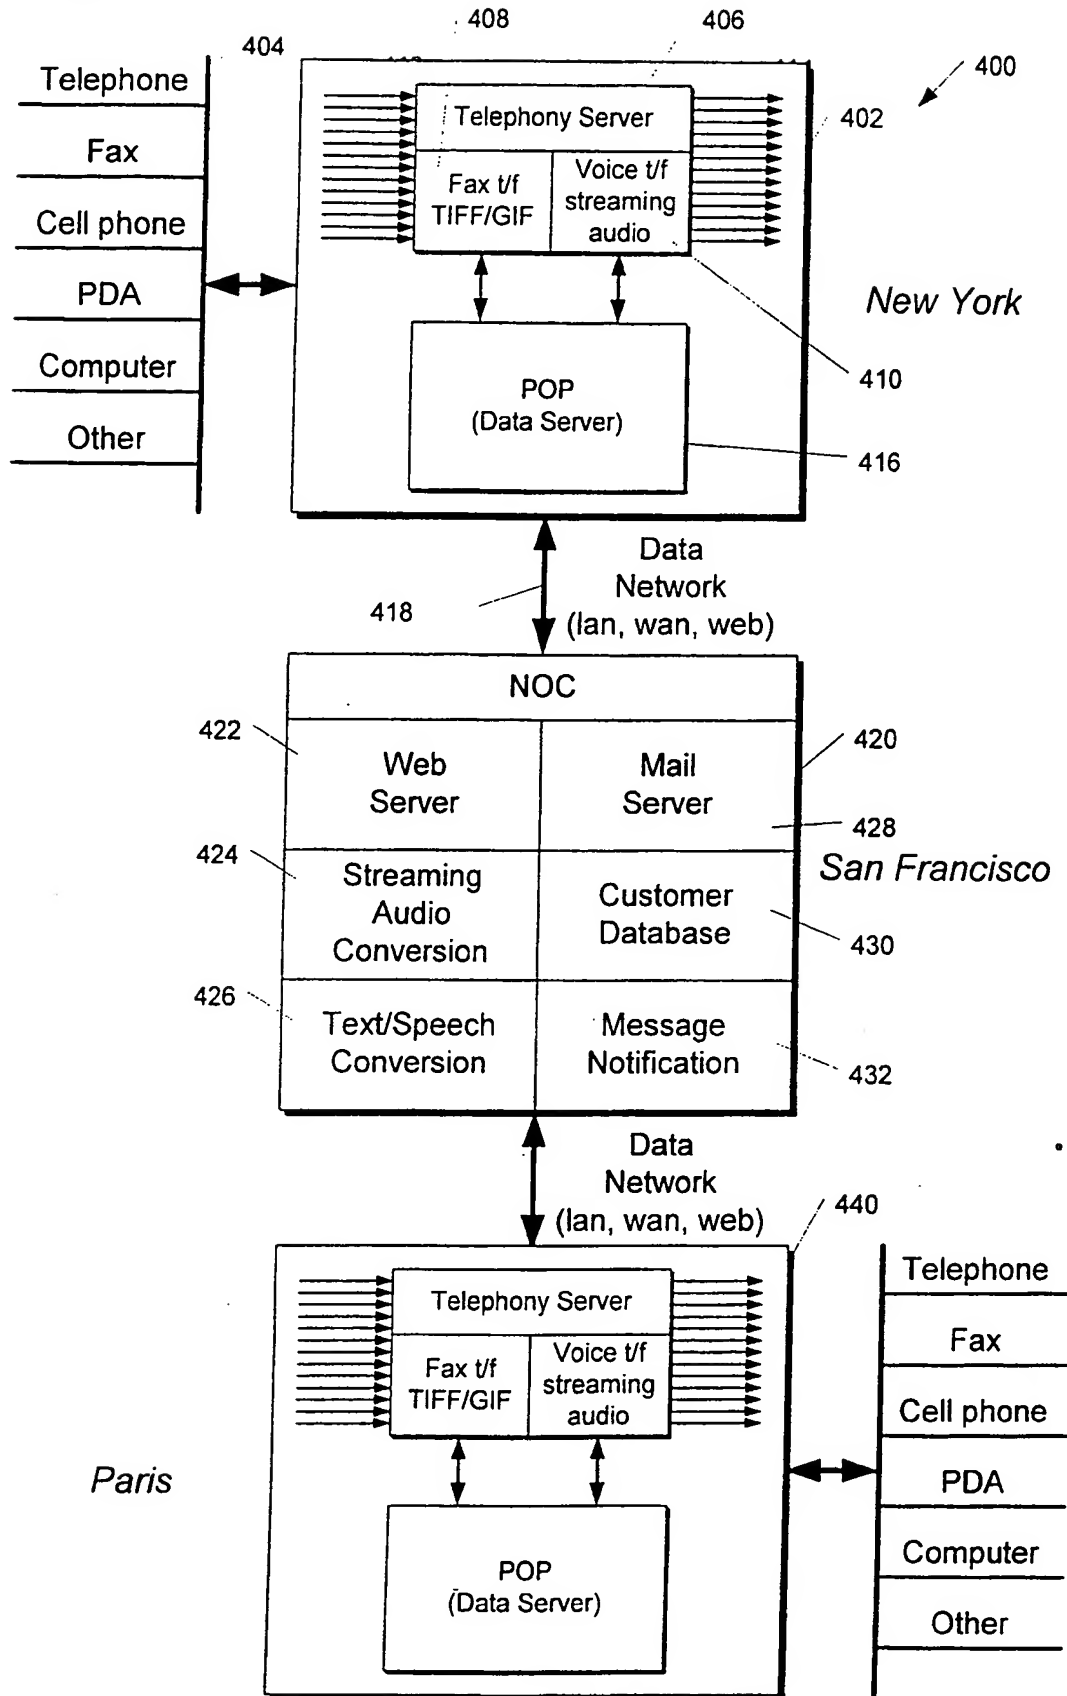 408
406
404
400
Telephone
Fax
Cell phone
PDA
Computer
Other
Telephony Server
Fax t/f
TIFF/GIF
Voice t/f
streaming
audio
402
New York
410
POP
(Data Server)
416
418
Data
Network
(lan, wan, web)
NOC
422
Web
Server
Mail
Server
420
428
424
Streaming
Audio
Conversion
Customer
Database
San Francisco
430
426
Text/Speech
Conversion
Message
Notification
432
Data
Network
(lan, wan, web)
440
Telephony Server
Fax t/f
TIFF/GIF
Voice t/f
streaming
audio
Telephone
Fax
Cell phone
PDA
Computer
Other
Paris
POP
(Data Server)